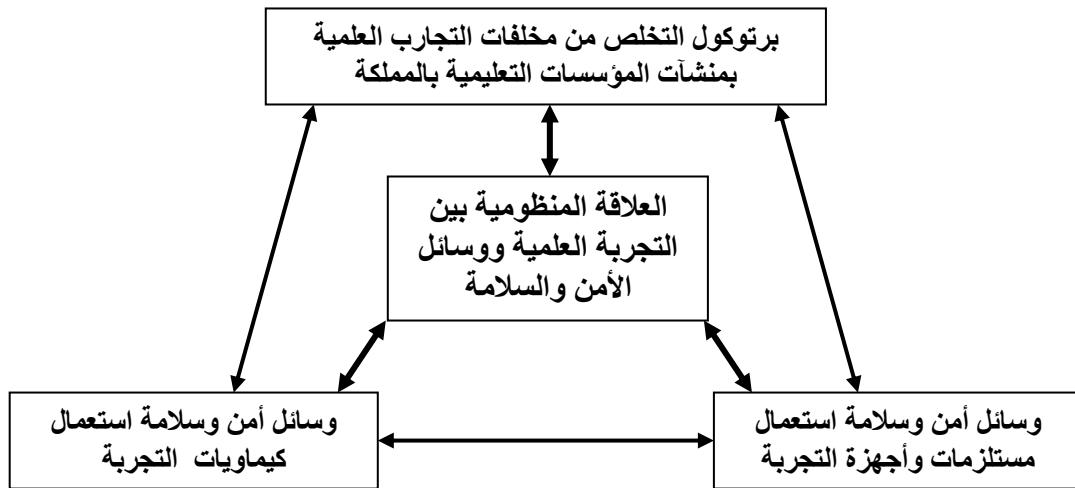 برتوكول التخلص من مخلفات التجارب العلمية
بمنشآت المؤسسات التعليمية بالمملكة
العلاقة المنظومية بين
التجربة العلمية ووسائل
الأمن والسلامة
وسائل أمن وسلامة استعمال
مستلزمات وأجهزة التجربة
وسائل أمن وسلامة استعمال
كيماويات التجربة